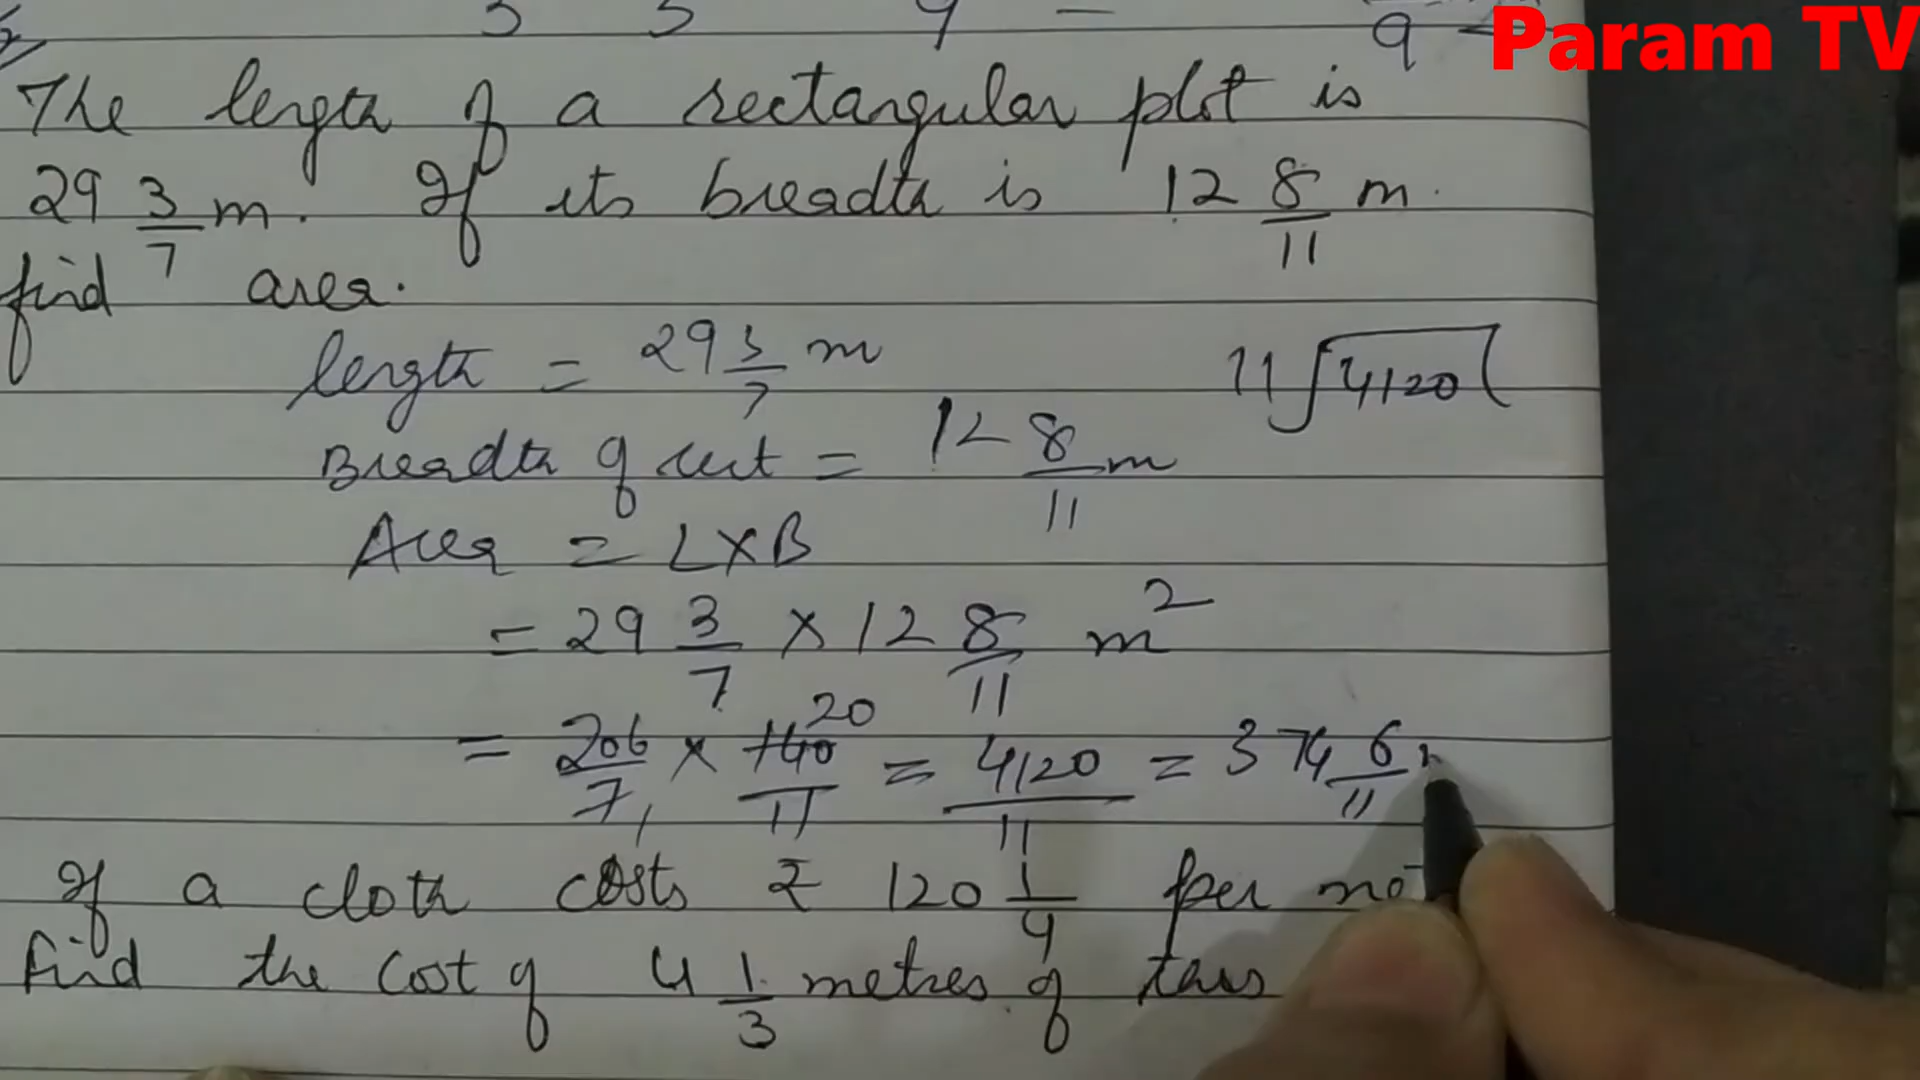 Param TV
The length of a rectangular plot is
29 3/7 m. If its breadth is 12 8/11 m.
find area.
length = 29 3/7 m
11 4120
Breadth of rect = 12 8/11 m
Area = L×B
= 29 3/7 × 12 8/11 m²
= 206/7 × 140/11 = 4120/11 = 374 6/11
20
1
If a cloth costs ₹ 120 1/4 per
Find the cost of 4 1/3 metres of